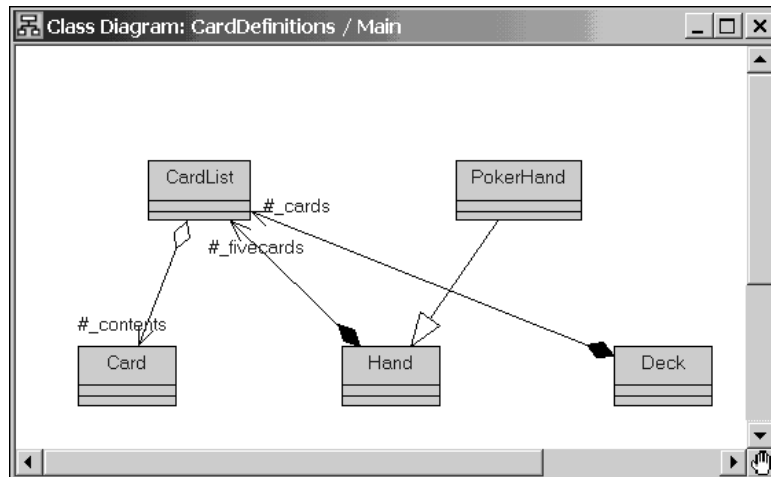 Class Diagram: CardDefinitions / Main
CardList
PokerHand
#_cards
#_fivecards
#_contents
Card
Hand
Deck